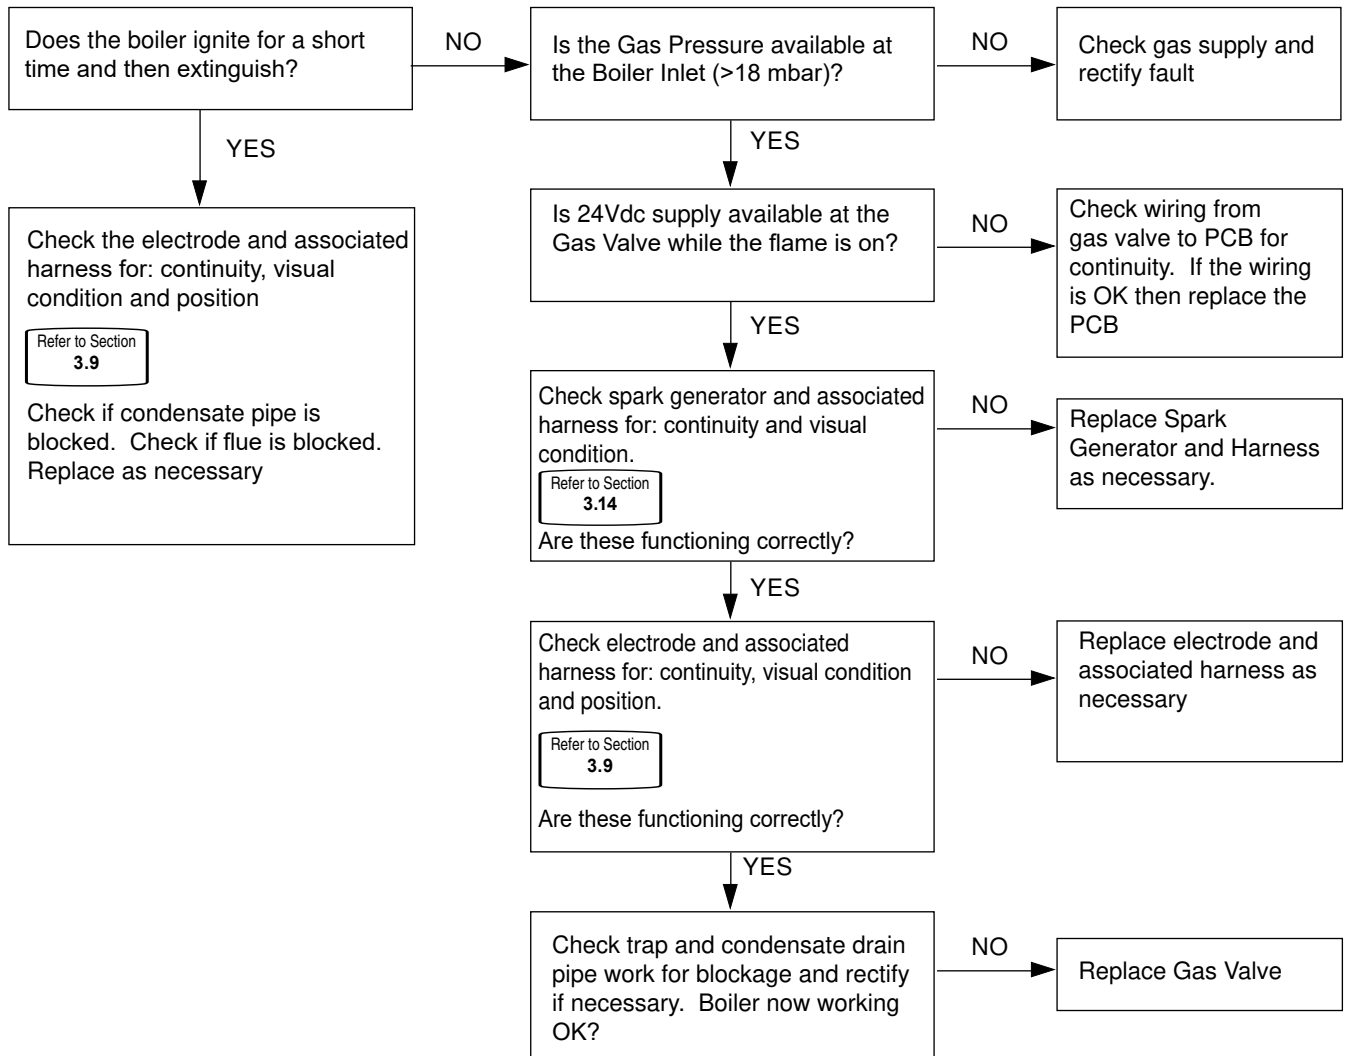 Does the boiler ignite for a short
time and then extinguish?
NO
Is the Gas Pressure available at
the Boiler Inlet (>18 mbar)?
NO
Check gas supply and
rectify fault
YES
YES
Check the electrode and associated
harness for: continuity, visual
condition and position
Refer to Section
3.9
Check if condensate pipe is
blocked.  Check if flue is blocked.
Replace as necessary
Is 24Vdc supply available at the
Gas Valve while the flame is on?
NO
Check wiring from
gas valve to PCB for
continuity.  If the wiring
is OK then replace the
PCB
YES
Check spark generator and associated
harness for: continuity and visual
condition.
Refer to Section
3.14
Are these functioning correctly?
NO
Replace Spark
Generator and Harness
as necessary.
YES
Check electrode and associated
harness for: continuity, visual condition
and position.
Refer to Section
3.9
Are these functioning correctly?
NO
Replace electrode and
associated harness as
necessary
YES
Check trap and condensate drain
pipe work for blockage and rectify
if necessary.  Boiler now working
OK?
NO
Replace Gas Valve